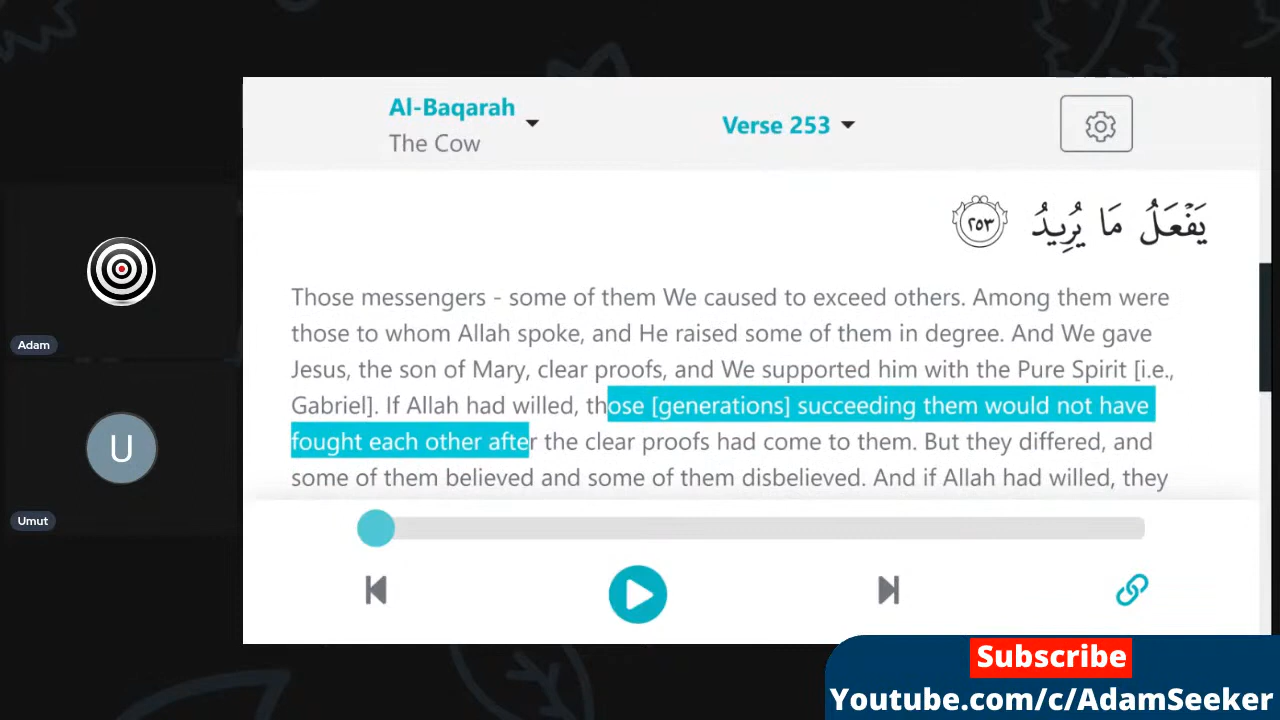 Al-Baqarah
The Cow
Verse 253
يَفْعَلُ مَا يُرِيدُ ٢٥٣
Those messengers - some of them We caused to exceed others. Among them were
those to whom Allah spoke, and He raised some of them in degree. And We gave
Jesus, the son of Mary, clear proofs, and We supported him with the Pure Spirit [i.e.,
Gabriel]. If Allah had willed, those [generations] succeeding them would not have
fought each other after the clear proofs had come to them. But they differed, and
some of them believed and some of them disbelieved. And if Allah had willed, they
Adam
U
Umut
Subscribe
Youtube.com/c/AdamSeeker